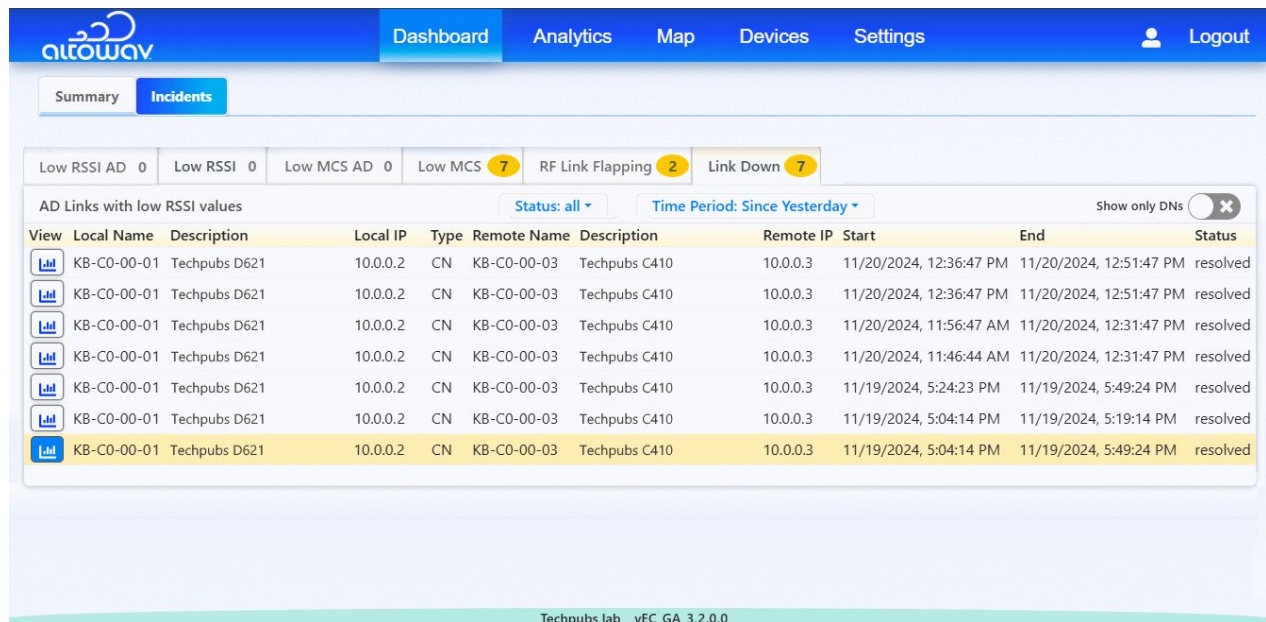 altowav
Dashboard Analytics Map Devices Settings Logout
Summary Incidents
Low RSSI AD 0 Low RSSI 0 Low MCS AD 0 Low MCS 7 RF Link Flapping 2 Link Down 7
AD Links with low RSSI values Status: all Time Period: Since Yesterday Show only DNs
View Local Name Description Local IP Type Remote Name Description Remote IP Start End Status
KB-C0-00-01 Techpubs D621 10.0.0.2 CN KB-C0-00-03 Techpubs C410 10.0.0.3 11/20/2024, 12:36:47 PM 11/20/2024, 12:51:47 PM resolved
KB-C0-00-01 Techpubs D621 10.0.0.2 CN KB-C0-00-03 Techpubs C410 10.0.0.3 11/20/2024, 12:36:47 PM 11/20/2024, 12:51:47 PM resolved
KB-C0-00-01 Techpubs D621 10.0.0.2 CN KB-C0-00-03 Techpubs C410 10.0.0.3 11/20/2024, 11:56:47 AM 11/20/2024, 12:31:47 PM resolved
KB-C0-00-01 Techpubs D621 10.0.0.2 CN KB-C0-00-03 Techpubs C410 10.0.0.3 11/20/2024, 11:46:44 AM 11/20/2024, 12:31:47 PM resolved
KB-C0-00-01 Techpubs D621 10.0.0.2 CN KB-C0-00-03 Techpubs C410 10.0.0.3 11/19/2024, 5:24:23 PM 11/19/2024, 5:49:24 PM resolved
KB-C0-00-01 Techpubs D621 10.0.0.2 CN KB-C0-00-03 Techpubs C410 10.0.0.3 11/19/2024, 5:04:14 PM 11/19/2024, 5:19:14 PM resolved
KB-C0-00-01 Techpubs D621 10.0.0.2 CN KB-C0-00-03 Techpubs C410 10.0.0.3 11/19/2024, 5:04:14 PM 11/19/2024, 5:49:24 PM resolved
Techpubs lab vEC_GA_3.2.0.0